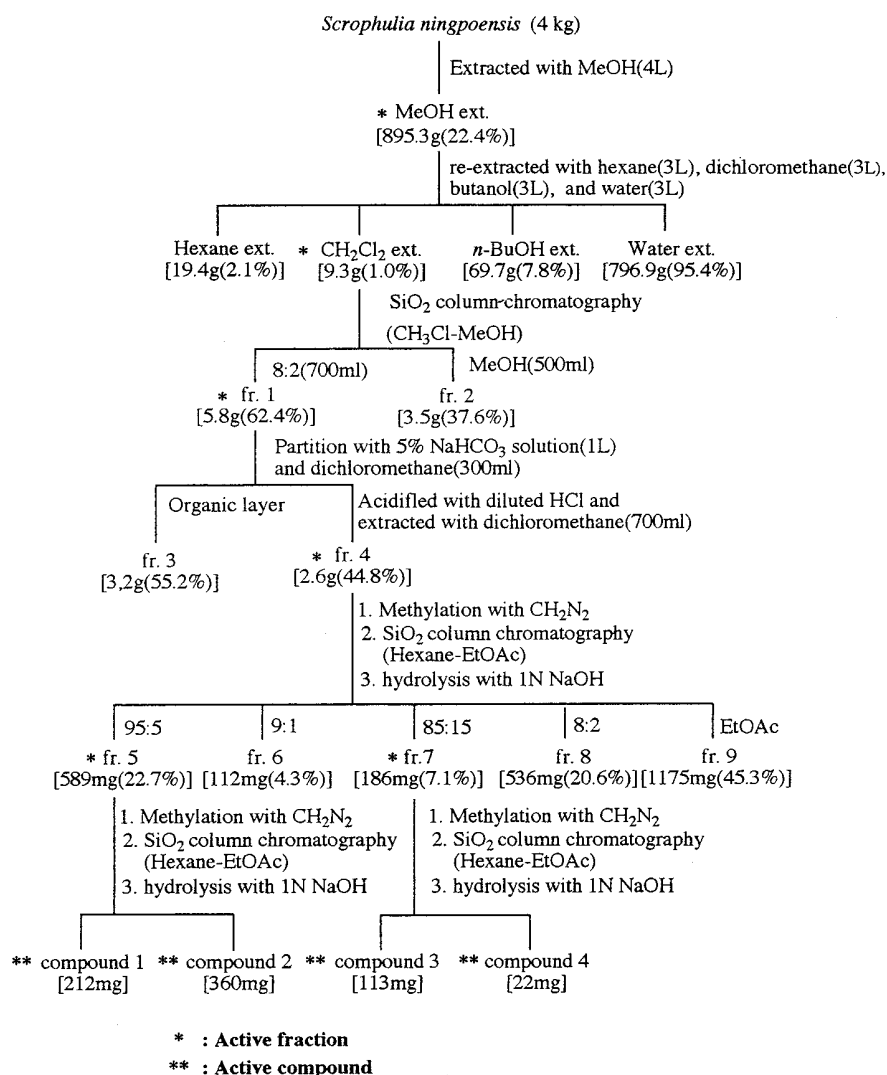 Scrophulia ningpoensis (4 kg)
Extracted with MeOH(4L)
* MeOH ext.
[895.3g(22.4%)]
re-extracted with hexane(3L), dichloromethane(3L),
butanol(3L), and water(3L)
Hexane ext. * CH₂Cl₂ ext. n-BuOH ext. Water ext.
[19.4g(2.1%)] [9.3g(1.0%)] [69.7g(7.8%)] [796.9g(95.4%)]
SiO₂ column-chromatography
(CH₃Cl-MeOH)
8:2(700ml) MeOH(500ml)
* fr. 1 fr. 2
[5.8g(62.4%)] [3.5g(37.6%)]
Partition with 5% NaHCO₃ solution(1L)
and dichloromethane(300ml)
Organic layer Acidifled with diluted HCl and
extracted with dichloromethane(700ml)
fr. 3 * fr. 4
[3,2g(55.2%)] [2.6g(44.8%)]
1. Methylation with CH₂N₂
2. SiO₂ column chromatography
(Hexane-EtOAc)
3. hydrolysis with 1N NaOH
95:5 9:1 85:15 8:2 EtOAc
* fr. 5 fr. 6 * fr.7 fr. 8 fr. 9
[589mg(22.7%)] [112mg(4.3%)] [186mg(7.1%)] [536mg(20.6%)] [1175mg(45.3%)]
1. Methylation with CH₂N₂ 1. Methylation with CH₂N₂
2. SiO₂ column chromatography 2. SiO₂ column chromatography
(Hexane-EtOAc) (Hexane-EtOAc)
3. hydrolysis with 1N NaOH 3. hydrolysis with 1N NaOH
** compound 1 ** compound 2 ** compound 3 ** compound 4
[212mg] [360mg] [113mg] [22mg]
* : Active fraction
** : Active compound